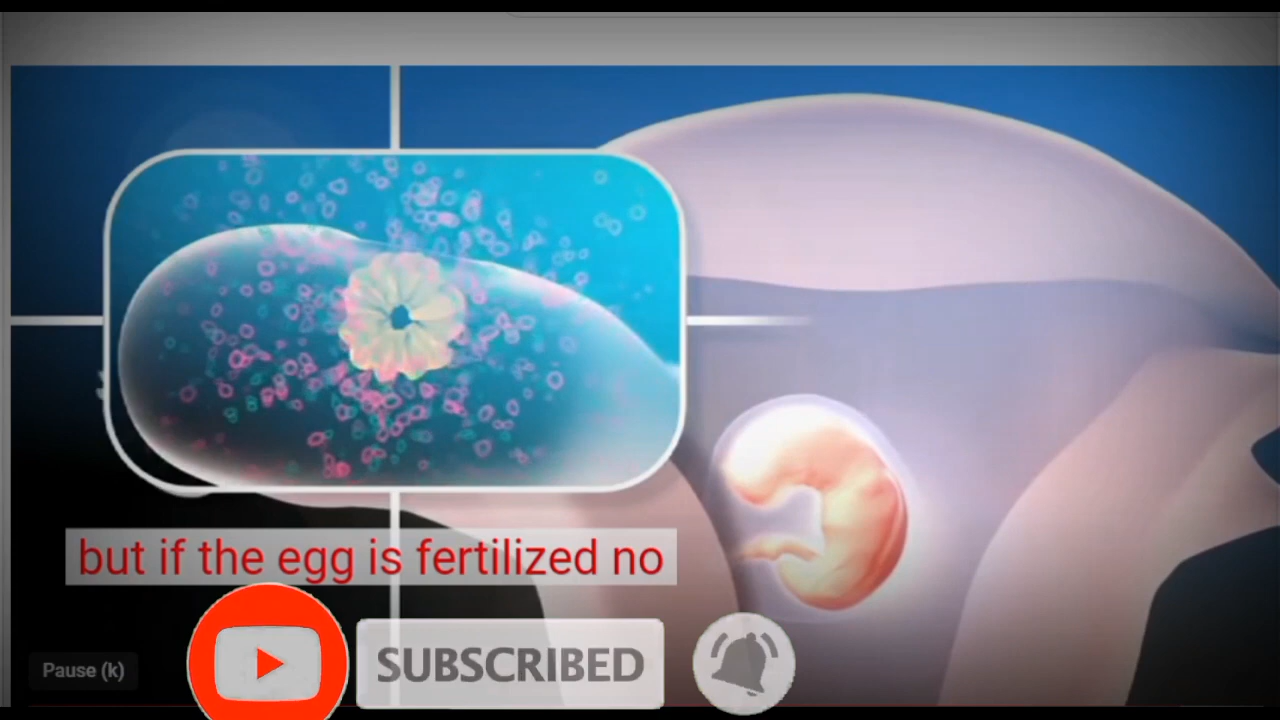 but if the egg is fertilized no
Pause (k)
SUBSCRIBED